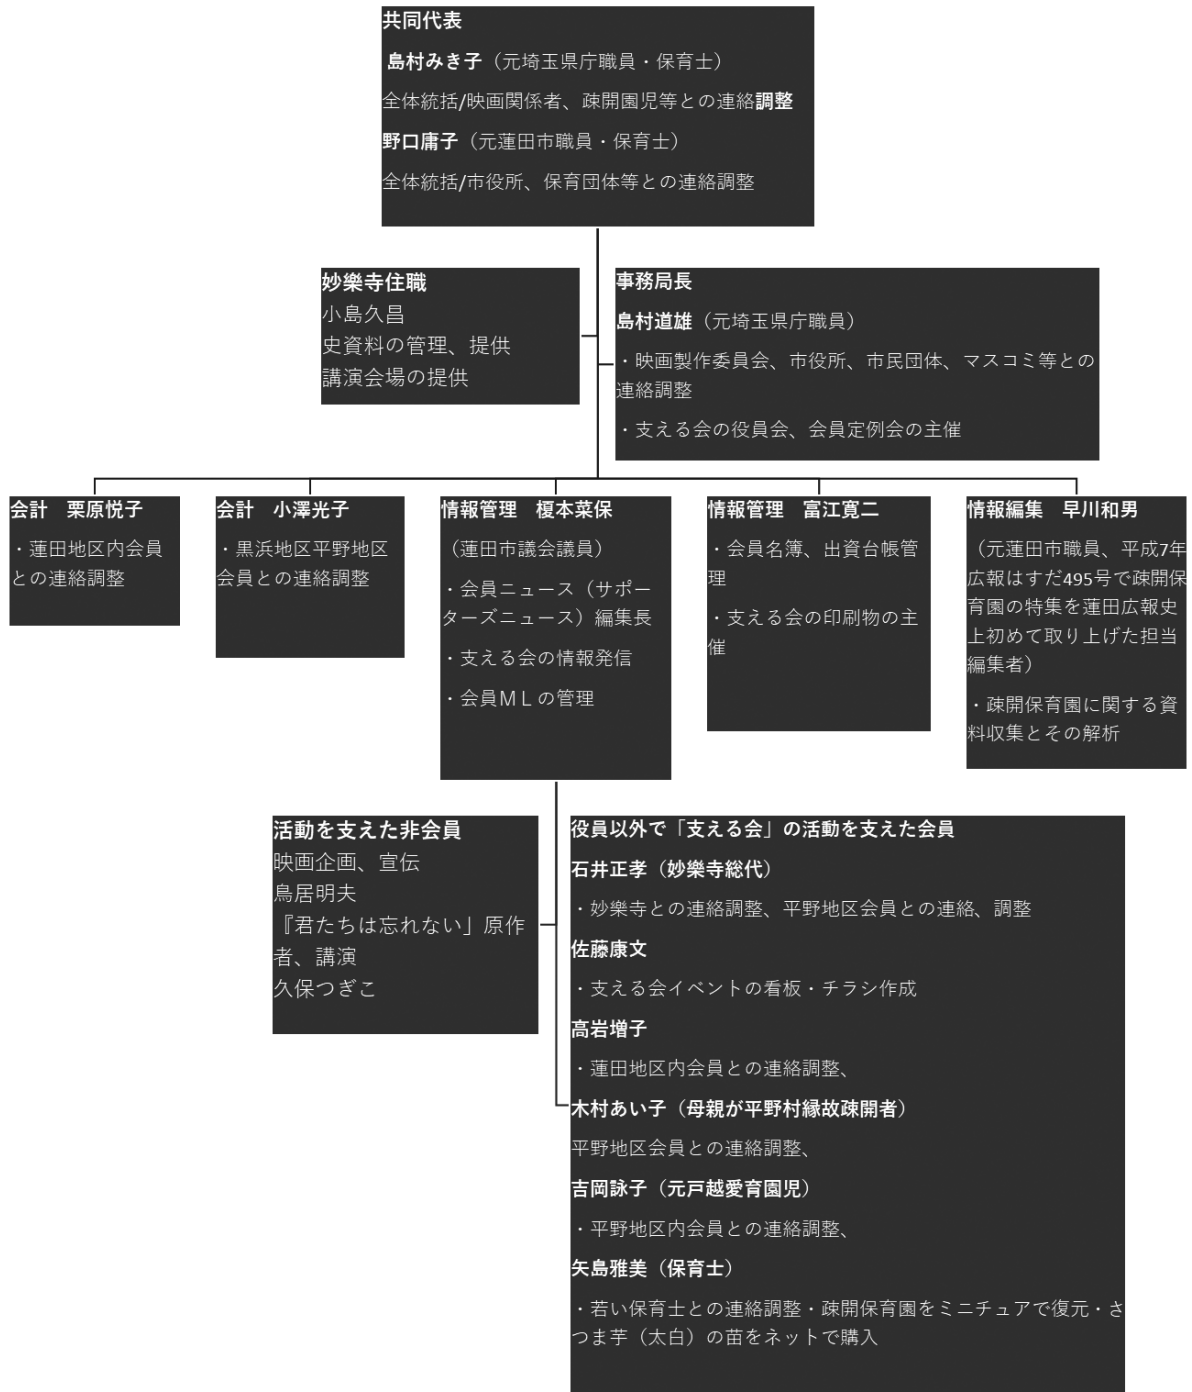 共同代表
島村みき子（元埼玉県庁職員・保育士）
全体統括/映画関係者、疎開園児等との連絡調整
野口庸子（元蓮田市職員・保育士）
全体統括/市役所、保育団体等との連絡調整
妙樂寺住職
小島久昌
史資料の管理、提供
講演会場の提供
事務局長
島村道雄（元埼玉県庁職員）
・映画製作委員会、市役所、市民団体、マスコミ等との
連絡調整
・支える会の役員会、会員定例会の主催
会計　栗原悦子
・蓮田地区内会員
との連絡調整
会計　小澤光子
・黒浜地区平野地区
会員との連絡調整
情報管理　榎本菜保
（蓮田市議会議員）
・会員ニュース（サポー
ターズニュース）編集長
・支える会の情報発信
・会員ＭＬの管理
情報管理　富江寛二
・会員名簿、出資台帳管
理
・支える会の印刷物の主
催
情報編集　早川和男
（元蓮田市職員、平成7年
広報はすだ495号で疎開保
育園の特集を蓮田広報史
上初めて取り上げた担当
編集者）
・疎開保育園に関する資
料収集とその解析
活動を支えた非会員
映画企画、宣伝
鳥居明夫
『君たちは忘れない」原作
者、講演
久保つぎこ
役員以外で「支える会」の活動を支えた会員
石井正孝（妙樂寺総代）
・妙樂寺との連絡調整、平野地区会員との連絡、調整
佐藤康文
・支える会イベントの看板・チラシ作成
高岩増子
・蓮田地区内会員との連絡調整、
木村あい子（母親が平野村縁故疎開者）
平野地区会員との連絡調整、
吉岡詠子（元戸越愛育園児）
・平野地区内会員との連絡調整、
矢島雅美（保育士）
・若い保育士との連絡調整・疎開保育園をミニチュアで復元・さ
つま芋（太白）の苗をネットで購入